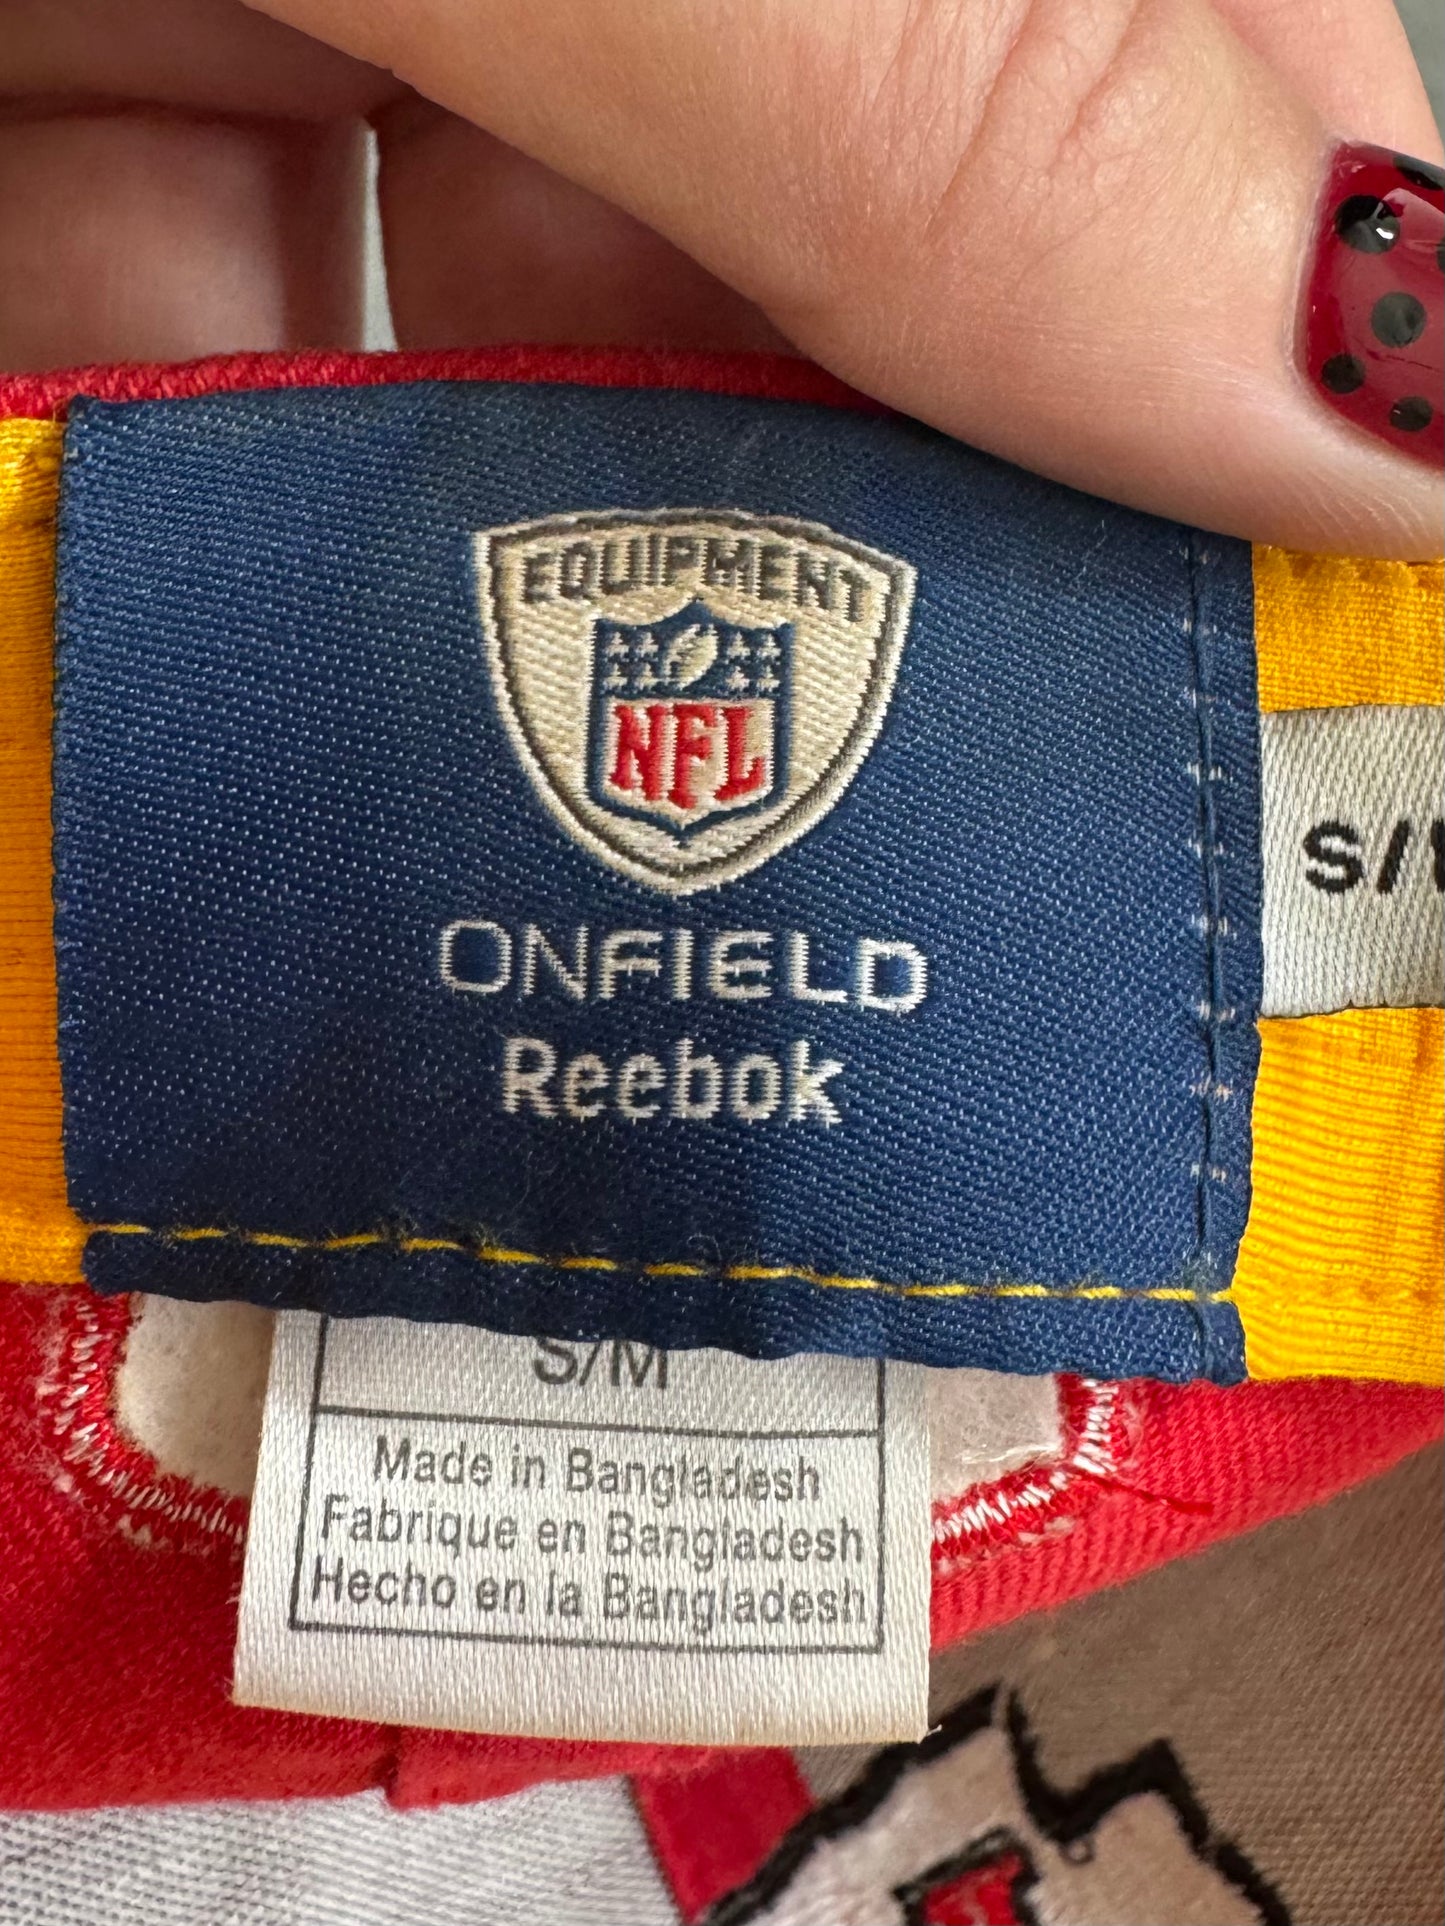 EQUIPMENT
NFL
ONFIELD
Reebok
S/M
Made in Bangladesh
Fabrique en Bangladesh
Hecho en la Bangladesh